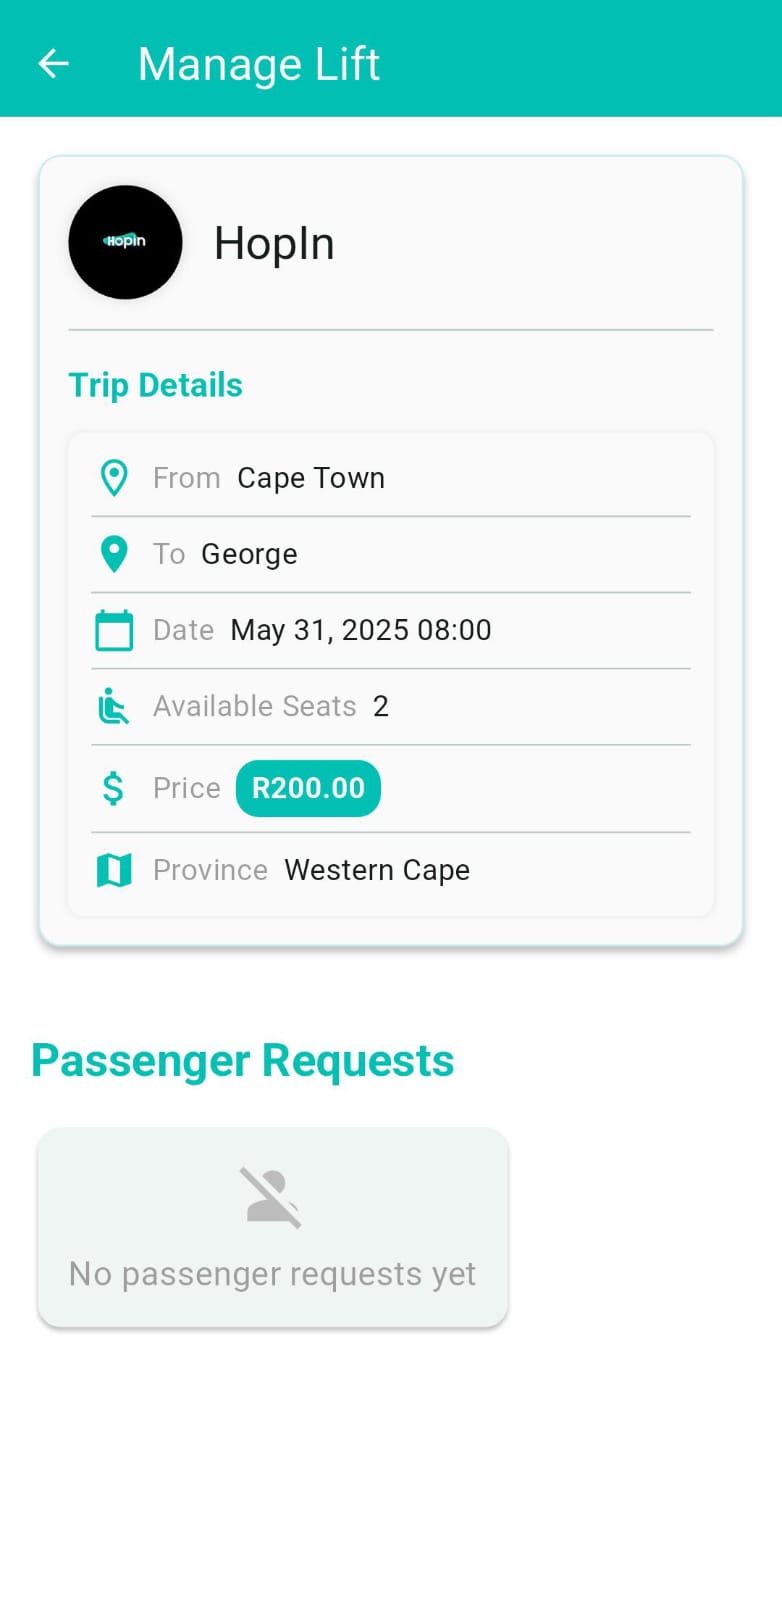 Manage Lift
HopIn
HopIn
Trip Details
From Cape Town
To George
Date May 31, 2025 08:00
Available Seats 2
Price R200.00
Province Western Cape
Passenger Requests
No passenger requests yet